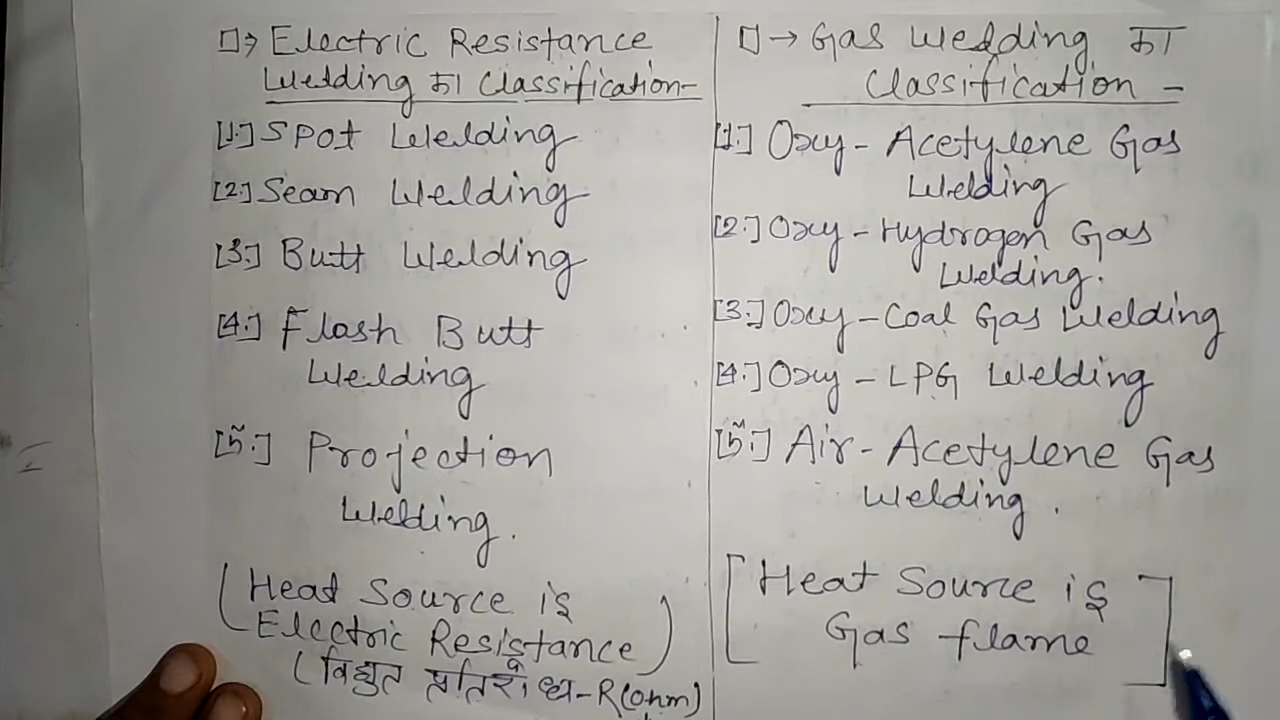 □→ Electric Resistance
Welding का Classification-
[1.] Spot Welding
[2.] Seam Welding
[3.] Butt Welding
[4.] Flash Butt
Welding
[5.] Projection
Welding.
(Heat Source is
Electric Resistance)
(विद्युत प्रतिरोध-R(ohm)
□→ Gas Welding का
Classification -
[1.] Oxy-Acetylene Gas
Welding
[2.] Oxy-Hydrogen Gas
Welding.
[3.] Oxy-Coal Gas Welding
[4.] Oxy-LPG Welding
[5.] Air-Acetylene Gas
Welding.
[Heat Source is
Gas flame]